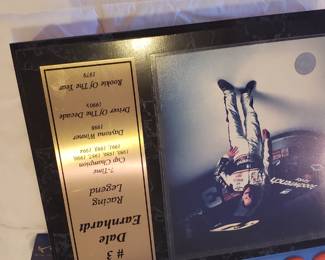 # 3
Dale
Earnhardt
Racing
Legend
7-Time
Cup Champion
1980, 1986, 1987, 1990,
1991, 1993, 1994
Daytona Winner
1998
Driver Of The Decade
1990's
Rookie Of The Year
1979
Goodwrench